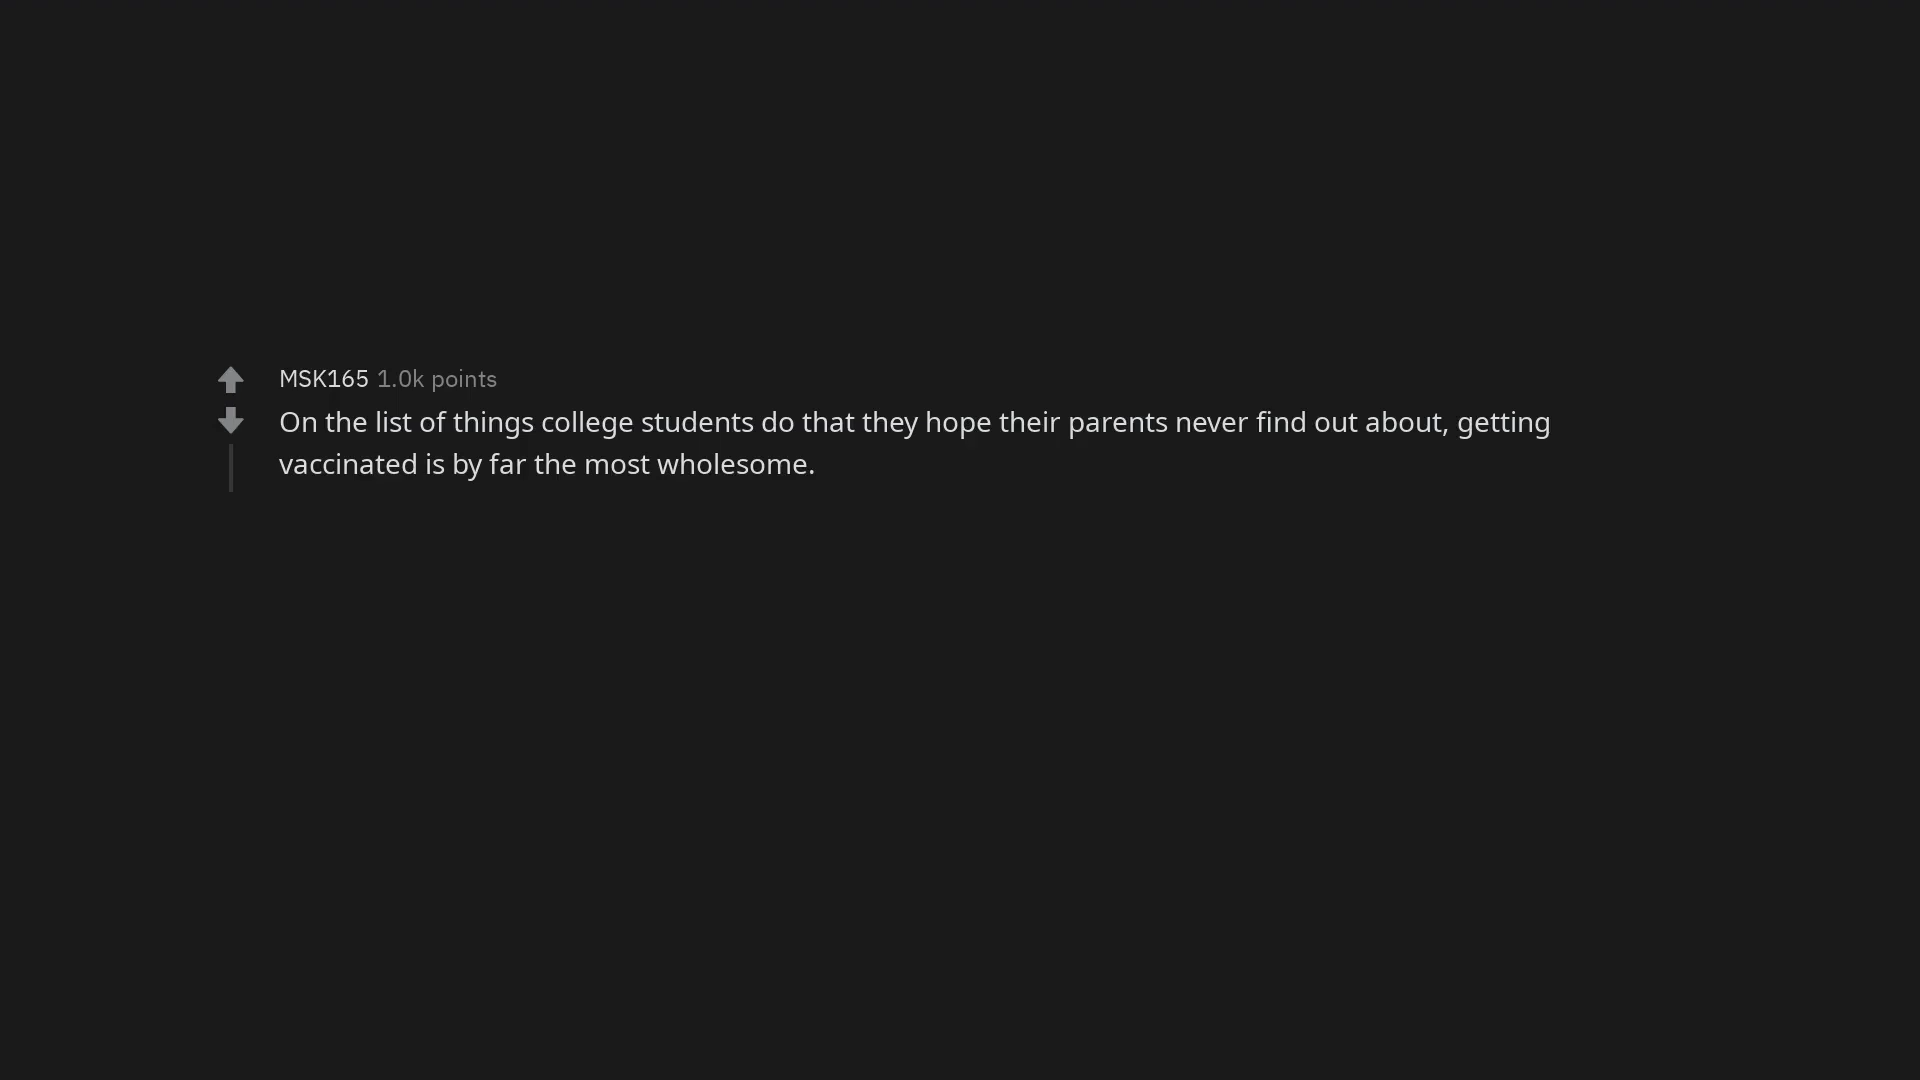 MSK165 1.0k points
On the list of things college students do that they hope their parents never find out about, getting
vaccinated is by far the most wholesome.